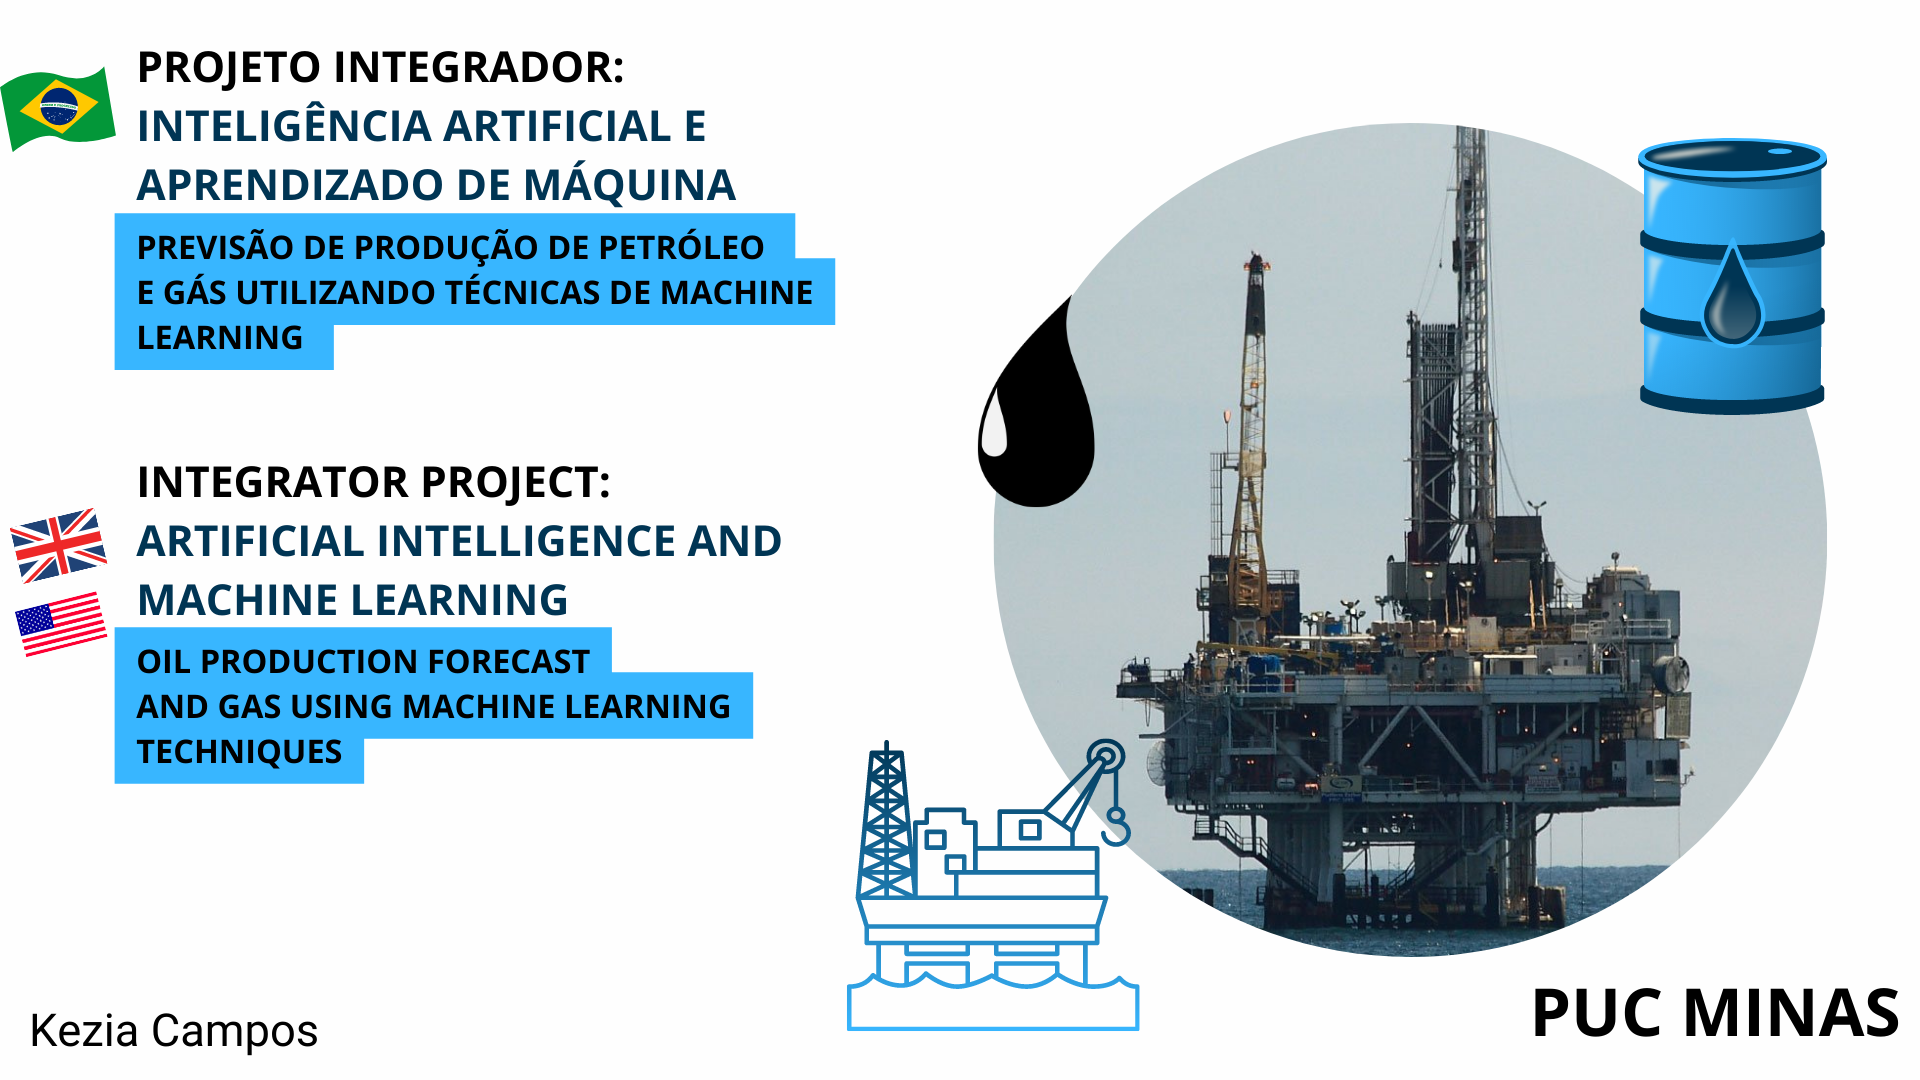 PROJETO INTEGRADOR:
INTELIGÊNCIA ARTIFICIAL E
APRENDIZADO DE MÁQUINA
PREVISÃO DE PRODUÇÃO DE PETRÓLEO
E GÁS UTILIZANDO TÉCNICAS DE MACHINE
LEARNING
INTEGRATOR PROJECT:
ARTIFICIAL INTELLIGENCE AND
MACHINE LEARNING
OIL PRODUCTION FORECAST
AND GAS USING MACHINE LEARNING
TECHNIQUES
Kezia Campos
PUC MINAS